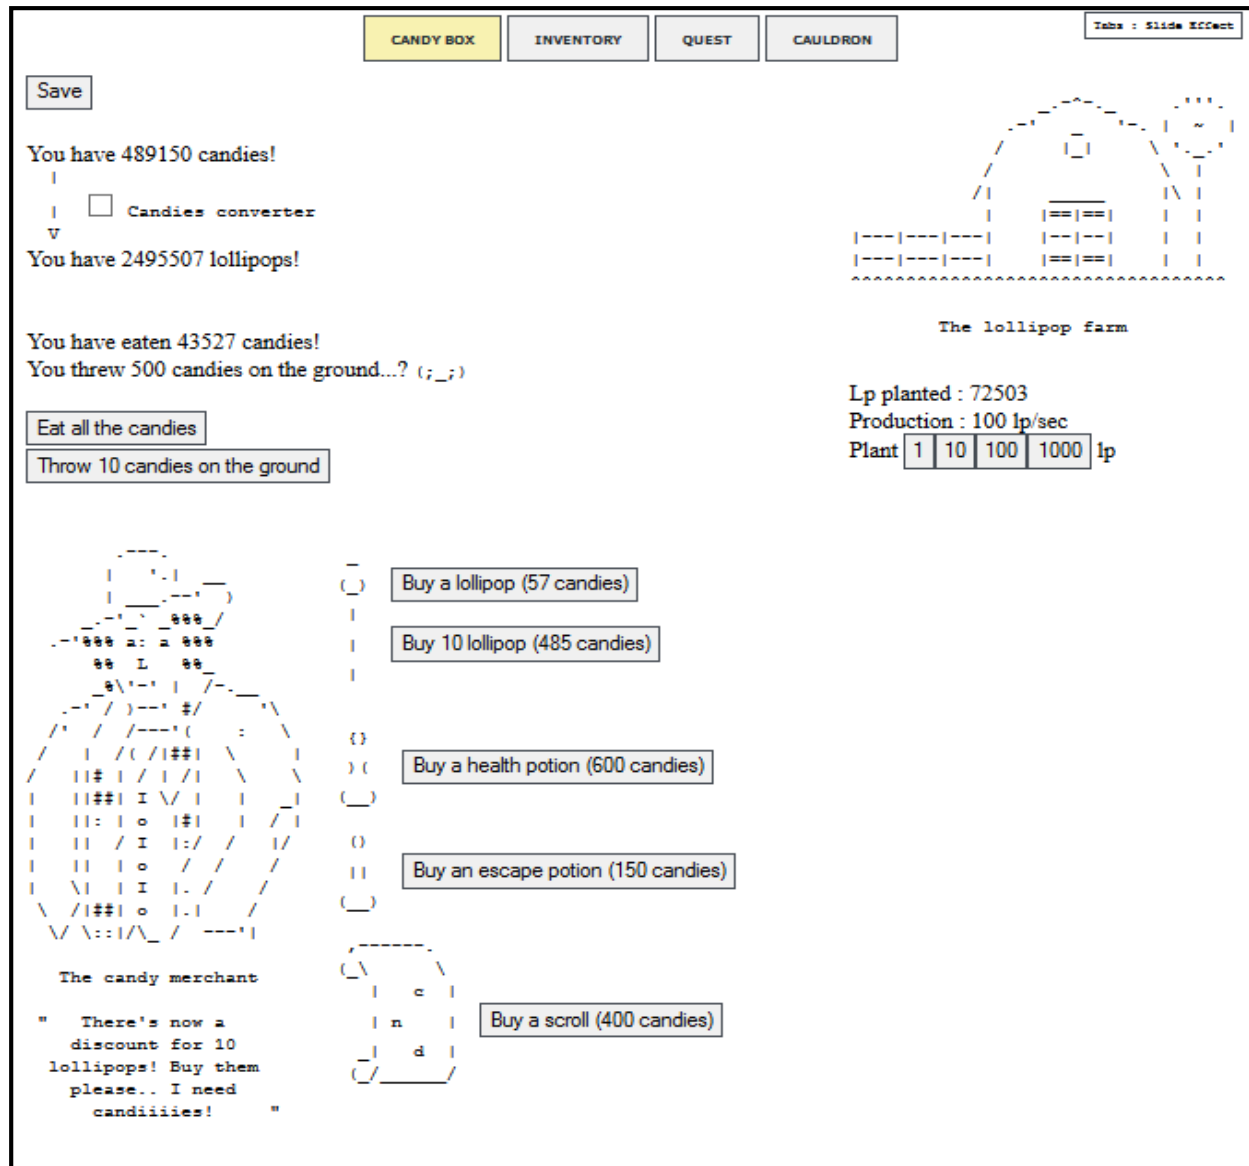 CANDY BOX INVENTORY QUEST CAULDRON
Tabs : Slide Effect
Save
You have 489150 candies!
Candies converter
You have 2495507 lollipops!
You have eaten 43527 candies!
You threw 500 candies on the ground...? (;_;)
Eat all the candies
Throw 10 candies on the ground
The lollipop farm
Lp planted : 72503
Production : 100 lp/sec
Plant 1 10 100 1000 lp
Buy a lollipop (57 candies)
Buy 10 lollipop (485 candies)
Buy a health potion (600 candies)
Buy an escape potion (150 candies)
Buy a scroll (400 candies)
The candy merchant
" There's now a
discount for 10
lollipops! Buy them
please.. I need
candiiiiies! "